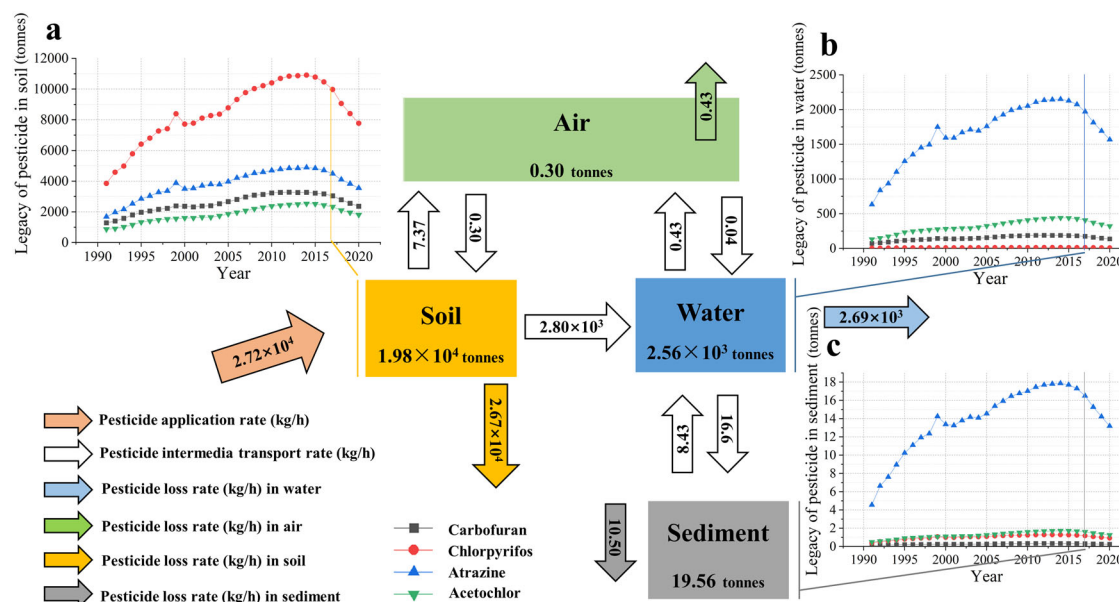 a
Legacy of pesticide in soil (tonnes)
12000
10000
8000
6000
4000
2000
0
1990
1995
2000
2005
2010
2015
2020
Year
Air
0.30 tonnes
0.43
7.37
0.30
0.43
0.04
b
Legacy of pesticide in water (tonnes)
2500
2000
1500
1000
500
0
1990
1995
2000
2005
2010
2015
2020
Year
2.72×10⁴
Soil
1.98×10⁴ tonnes
2.80×10³
Water
2.56×10³ tonnes
2.69×10³
2.67×10⁴
8.43
16.6
10.50
Sediment
19.56 tonnes
c
Legacy of pesticide in sediment (tonnes)
18
16
14
12
10
8
6
4
2
0
1990
1995
2000
2005
2010
2015
2020
Year
Pesticide application rate (kg/h)
Pesticide intermedia transport rate (kg/h)
Pesticide loss rate (kg/h) in water
Pesticide loss rate (kg/h) in air
Pesticide loss rate (kg/h) in soil
Pesticide loss rate (kg/h) in sediment
Carbofuran
Chlorpyrifos
Atrazine
Acetochlor